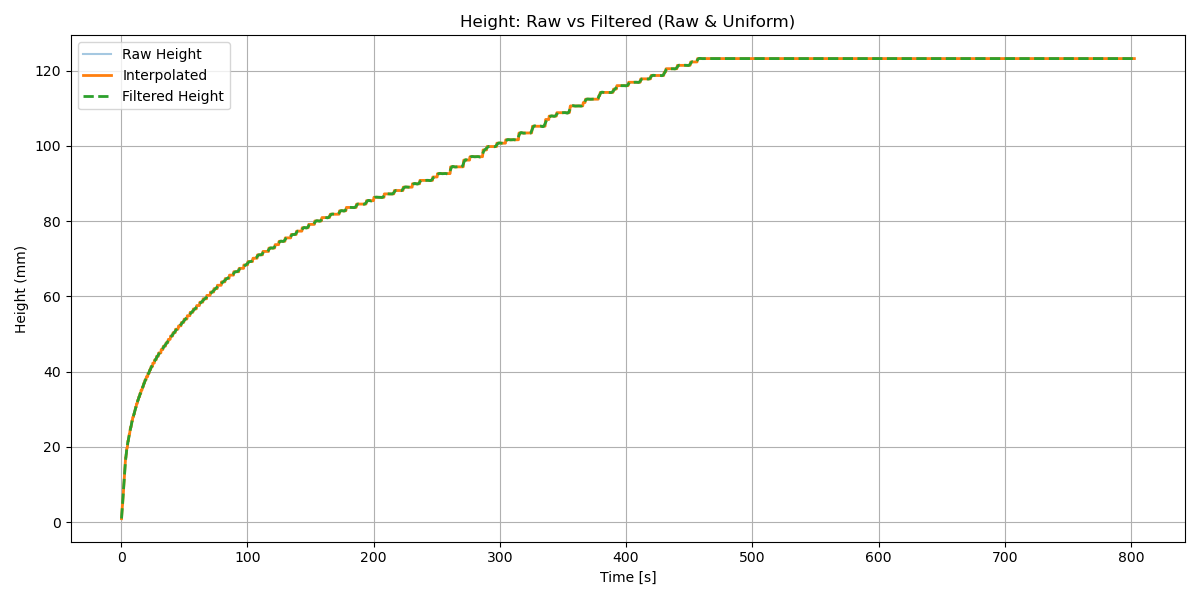 Height: Raw vs Filtered (Raw & Uniform)
Raw Height
Interpolated
Filtered Height
Height (mm)
120
100
80
60
40
20
0
0 100 200 300 400 500 600 700 800
Time [s]